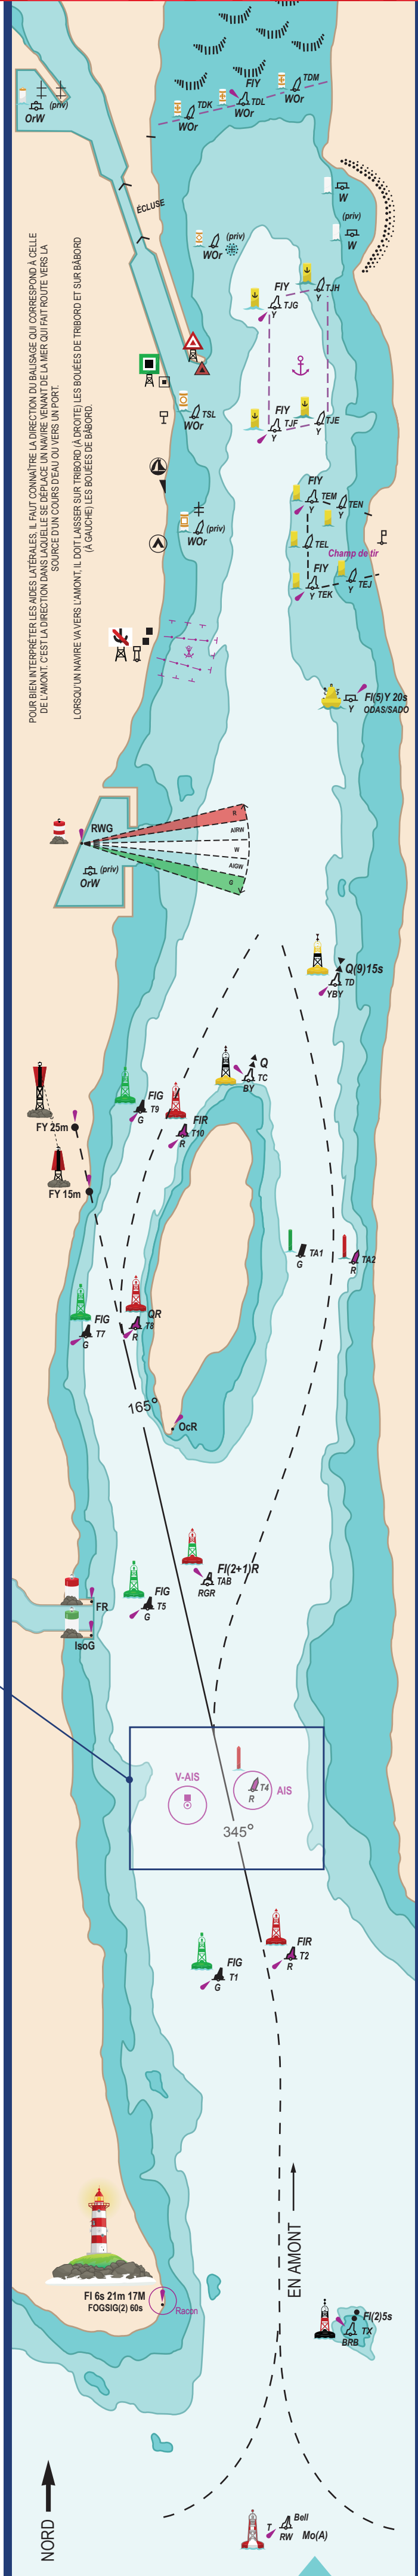 FlY
TDM
TDK
TDL
WOr
WOr
WOr
(priv)
OrW
ÉCLUSE
W
(priv)
WOr
(priv)
W
FlY
TJH
TJG
Y
Y
TSL
WOr
FlY
TJF
TJE
Y
Y
FlY
TEM
TEN
Y
Y
(priv)
WOr
TEL
Y
Champ de tir
FlY
TEJ
Y
TEK
Y
POUR BIEN INTERPRÉTER LES AIDES LATÉRALES, IL FAUT CONNAÎTRE LA DIRECTION DU BALISAGE QUI CORRESPOND À CELLE
DE L'AMONT. C'EST LA DIRECTION DANS LAQUELLE SE DÉPLACE UN NAVIRE VENANT DE LA MER QUI FAIT ROUTE VERS LA
SOURCE D'UN COURS D'EAU OU VERS UN PORT.
LORSQU'UN NAVIRE VA VERS L'AMONT, IL DOIT LAISSER SUR TRIBORD (À DROITE) LES BOUÉES DE TRIBORD ET SUR BÂBORD
(À GAUCHE) LES BOUÉES DE BÂBORD.
Fl(5)Y 20s
Y
ODAS/SADO
RWG
R
AlRW
W
AlGW
G
(priv)
OrW
Q(9)15s
TD
YBY
Q
TC
BY
FlG
T9
G
FlR
T10
R
FY 25m
FY 15m
TA1
G
TA2
R
FlG
T7
G
QR
T8
R
165°
OcR
Fl(2+1)R
TAB
RGR
FlG
T5
G
FR
IsoG
V-AIS
T4
R
AIS
345°
FlR
T2
R
FlG
T1
G
EN AMONT
Fl 6s 21m 17M
FOGSIG(2) 60s
Racon
Fl(2)5s
TX
BRB
NORD
T
Bell
RW
Mo(A)